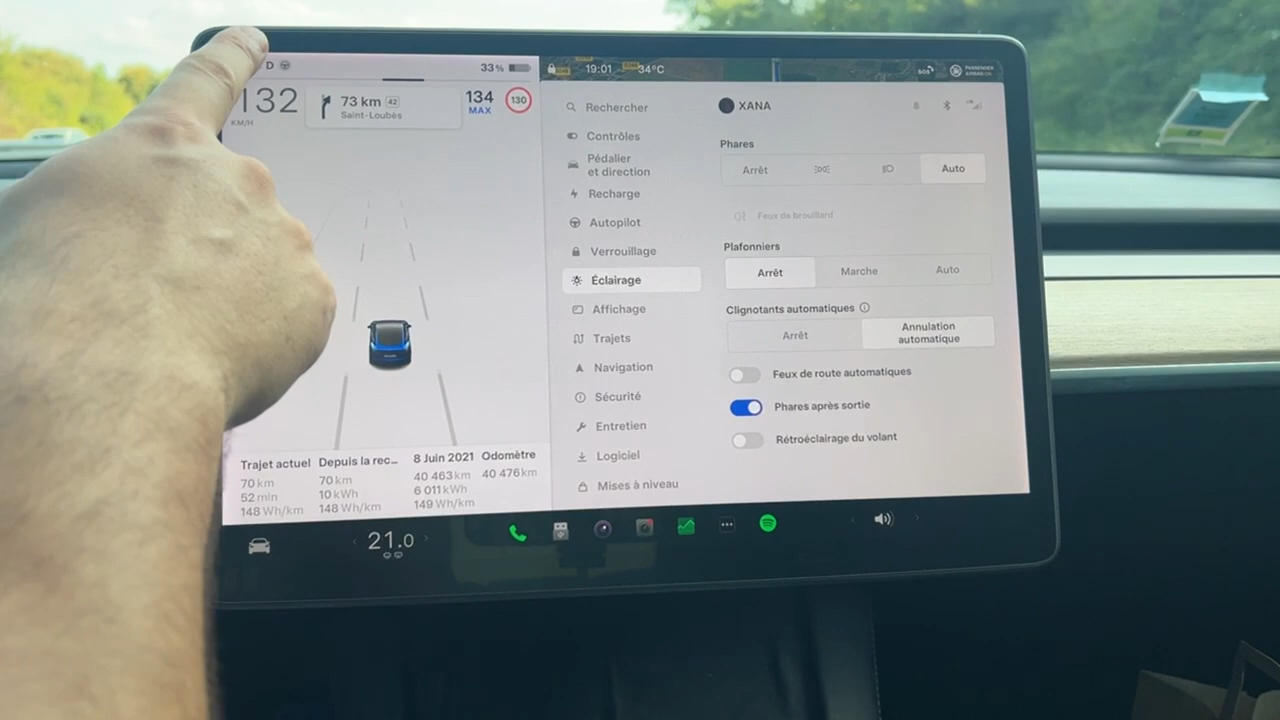 D
33 %
132
KM/H
73 km 42
Saint-Loubès
134
MAX
130
19:01
34°C
SOS
PASSENGER
AIRBAG ON
Rechercher
Contrôles
Pédalier
et direction
Recharge
Autopilot
Verrouillage
Éclairage
Affichage
Trajets
Navigation
Sécurité
Entretien
Logiciel
Mises à niveau
XANA
Phares
Arrêt
Auto
Feux de brouillard
Plafonniers
Arrêt Marche Auto
Clignotants automatiques
Arrêt
Annulation
automatique
Feux de route automatiques
Phares après sortie
Rétroéclairage du volant
Trajet actuel Depuis la rec... 8 Juin 2021 Odomètre
70 km 70 km 40 463 km 40 476 km
52 min 10 kWh 6 011 kWh
148 Wh/km 148 Wh/km 149 Wh/km
21.0